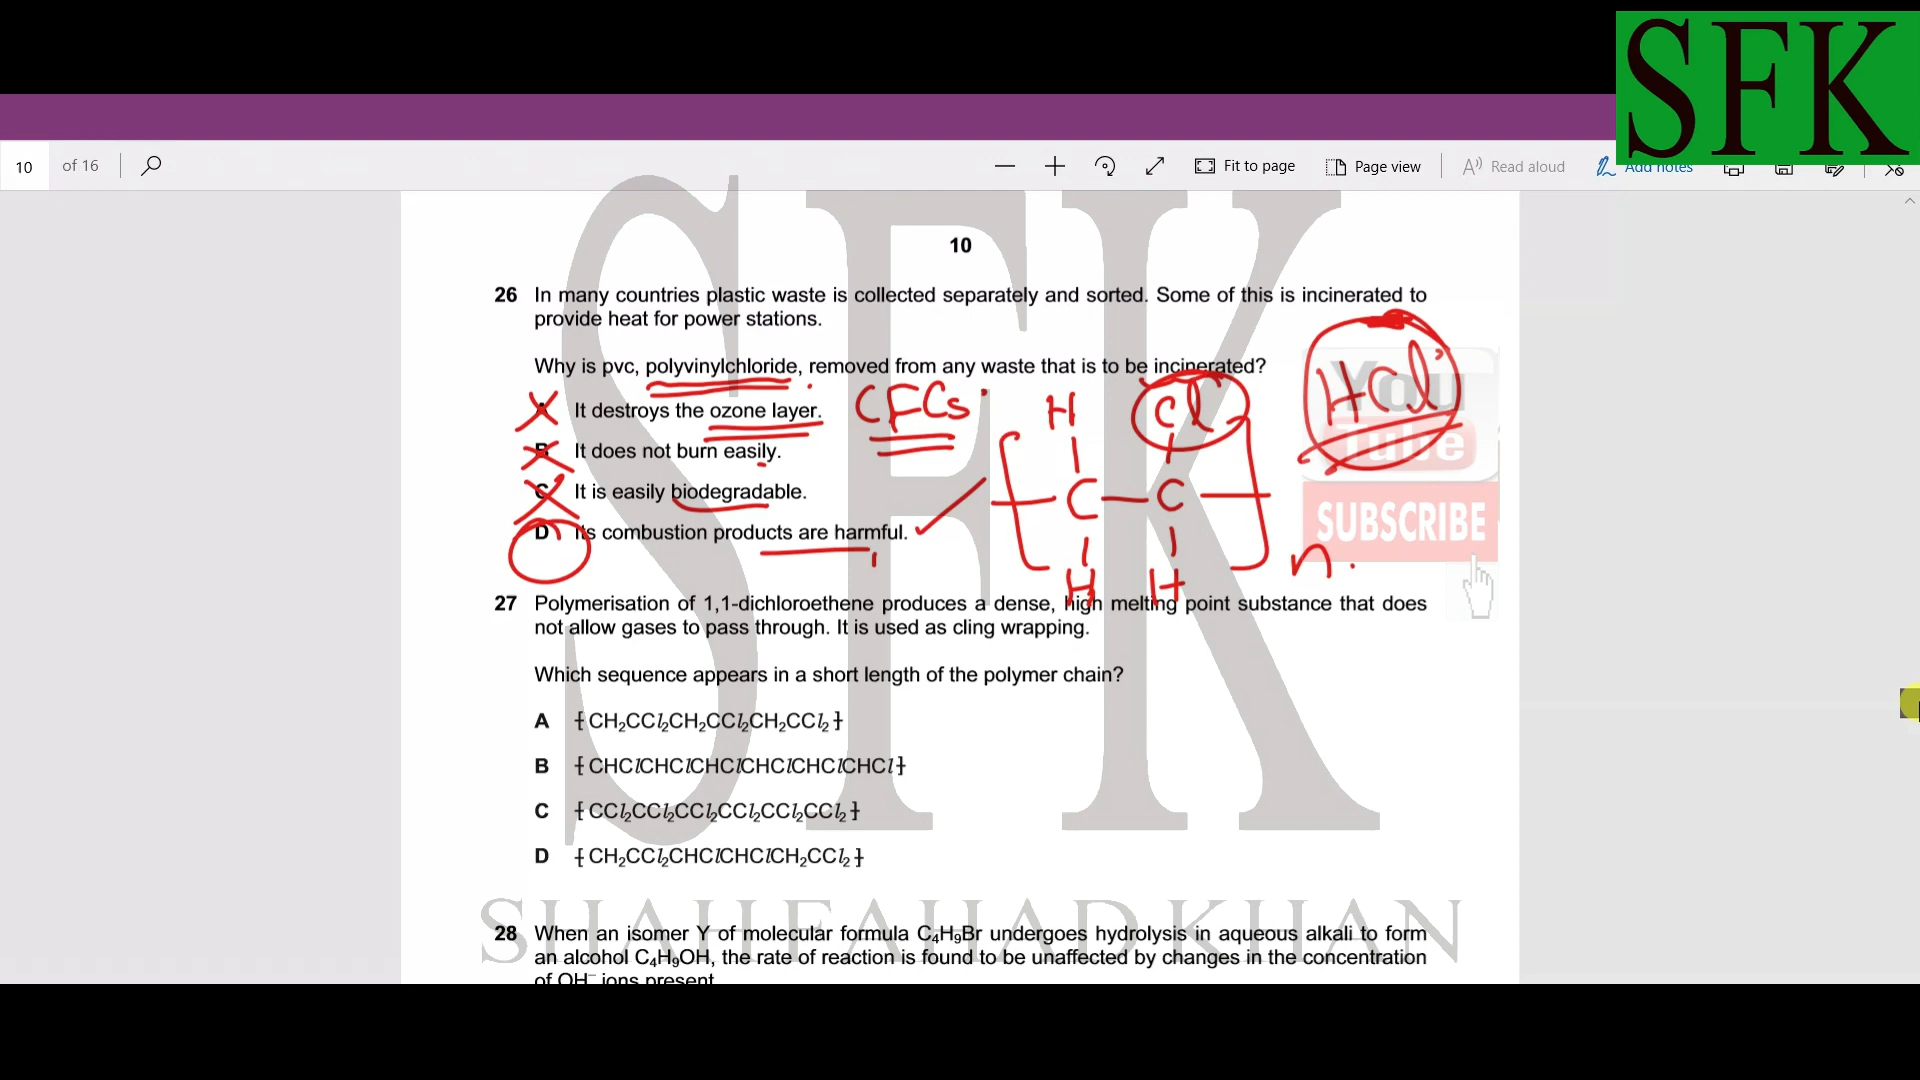 SFK
10 of 16
Fit to page
Page view
Read aloud
Add notes
SFK
10
26 In many countries plastic waste is collected separately and sorted. Some of this is incinerated to
provide heat for power stations.
Why is pvc, polyvinylchloride, removed from any waste that is to be incinerated?
HCl
It destroys the ozone layer.
CFCs
H Cl
B It does not burn easily.
C It is easily biodegradable.
C C
D Its combustion products are harmful.
H H
n
You
Tube
SUBSCRIBE
27 Polymerisation of 1,1-dichloroethene produces a dense, high melting point substance that does
not allow gases to pass through. It is used as cling wrapping.
Which sequence appears in a short length of the polymer chain?
A ⁅CH₂CCl₂CH₂CCl₂CH₂CCl₂⁆
B ⁅CHClCHClCHClCHClCHClCHCl⁆
C ⁅CCl₂CCl₂CCl₂CCl₂CCl₂CCl₂⁆
D ⁅CH₂CCl₂CHClCHClCH₂CCl₂⁆
SHAHFAHADKHAN
28 When an isomer Y of molecular formula C₄H₉Br undergoes hydrolysis in aqueous alkali to form
an alcohol C₄H₉OH, the rate of reaction is found to be unaffected by changes in the concentration
of OH⁻ ions present.